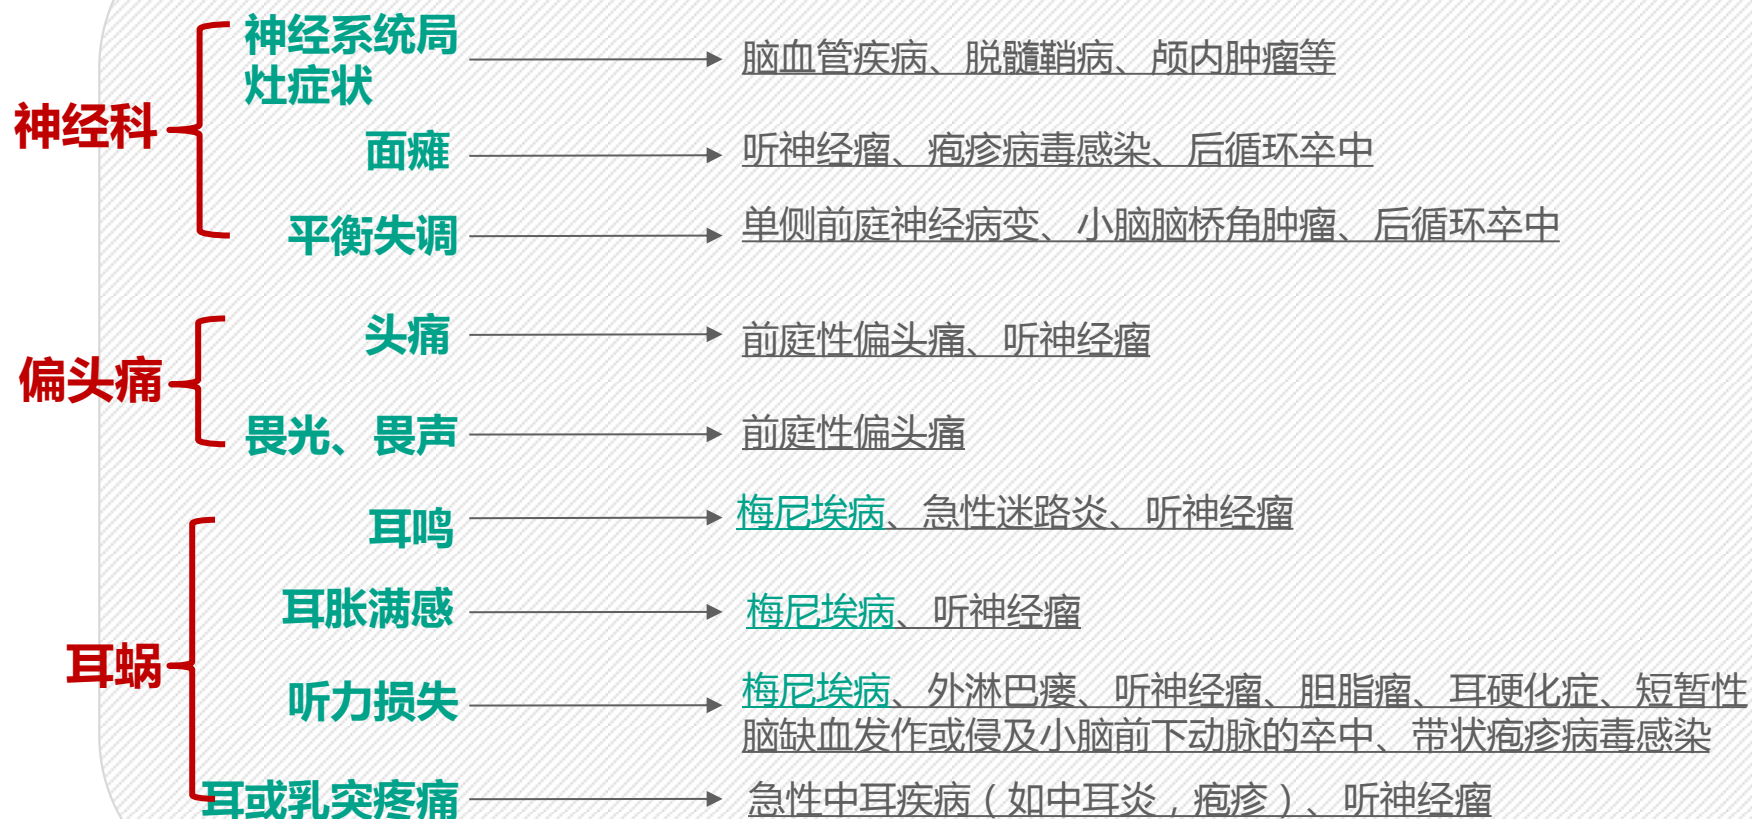 神经科
神经系统局
灶症状
脑血管疾病、脱髓鞘病、颅内肿瘤等
面瘫
听神经瘤、疱疹病毒感染、后循环卒中
平衡失调
单侧前庭神经病变、小脑脑桥角肿瘤、后循环卒中
偏头痛
头痛
前庭性偏头痛、听神经瘤
畏光、畏声
前庭性偏头痛
耳蜗
耳鸣
梅尼埃病、急性迷路炎、听神经瘤
耳胀满感
梅尼埃病、听神经瘤
听力损失
梅尼埃病、外淋巴瘘、听神经瘤、胆脂瘤、耳硬化症、短暂性
脑缺血发作或侵及小脑前下动脉的卒中、带状疱疹病毒感染
耳或乳突疼痛
急性中耳疾病（如中耳炎，疱疹）、听神经瘤